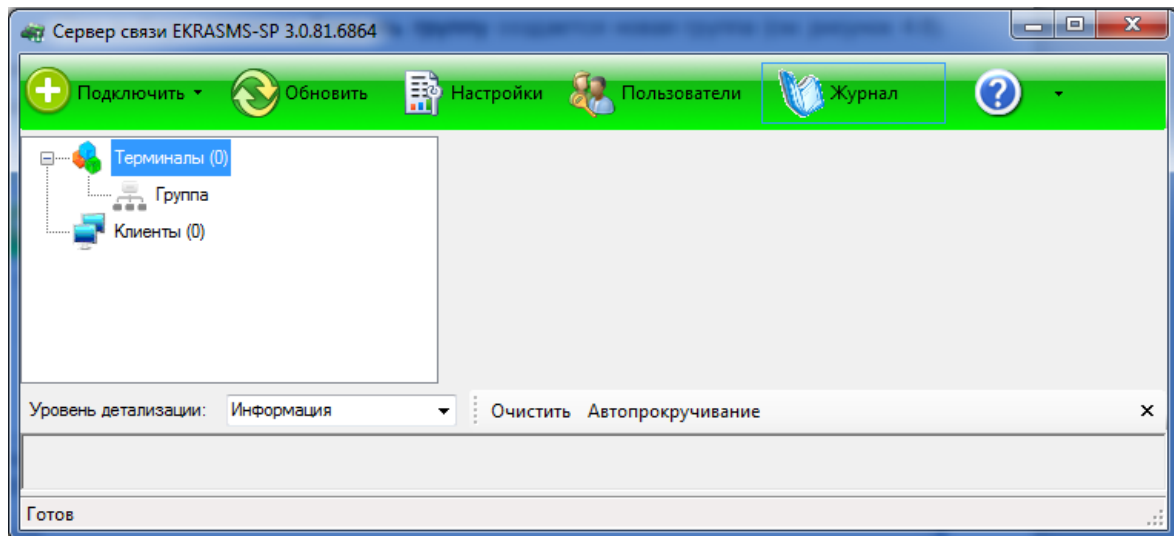 Сервер связи EKRASMS-SP 3.0.81.6864
Подключить Обновить Настройки Пользователи Журнал ?
Терминалы (0)
Группа
Клиенты (0)
Уровень детализации: Информация Очистить Автопрокручивание
Готов